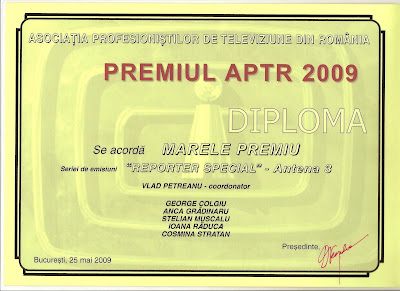 ASOCIAȚIA PROFESIONIȘTILOR DE TELEVIZIUNE DIN ROMÂNIA
PREMIUL APTR 2009
DIPLOMA
Se acordă MARELE PREMIU
Seriei de emisiuni "REPORTER SPECIAL" - Antena 3
VLAD PETREANU - coordonator
GEORGE ÇOLGIU
ANCA GRĂDINARU
STELIAN MUSCALU
IOANA RĂDUCA
COSMINA STRATAN
Președinte,
București, 25 mai 2009